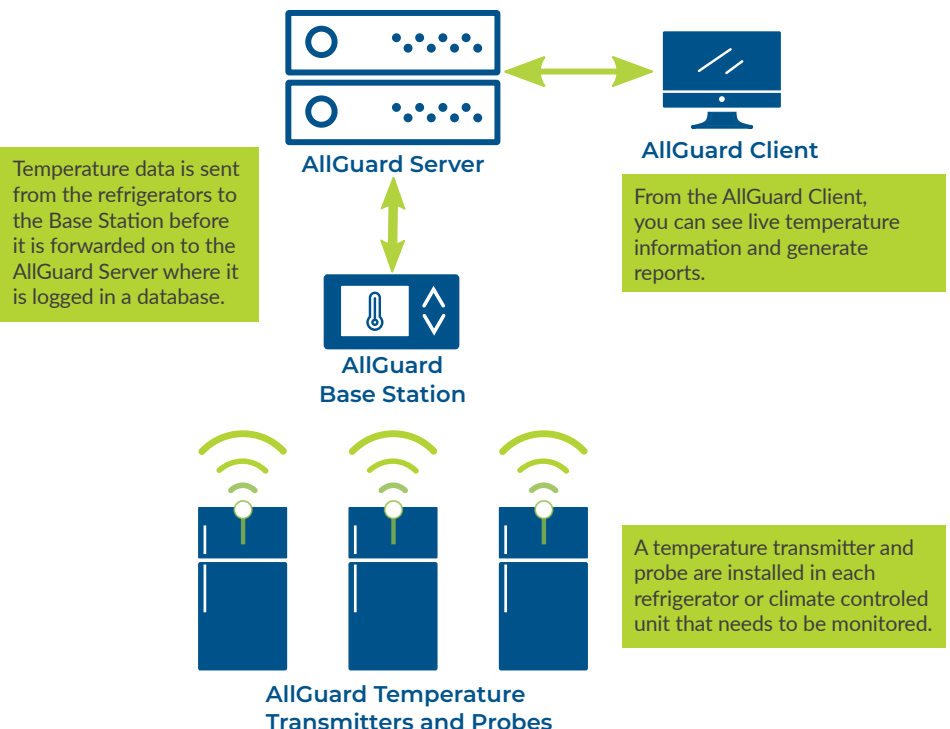 AllGuard Server
AllGuard Client
Temperature data is sent
from the refrigerators to
the Base Station before
it is forwarded on to the
AllGuard Server where it
is logged in a database.
From the AllGuard Client,
you can see live temperature
information and generate
reports.
AllGuard
Base Station
A temperature transmitter and
probe are installed in each
refrigerator or climate controled
unit that needs to be monitored.
AllGuard Temperature
Transmitters and Probes